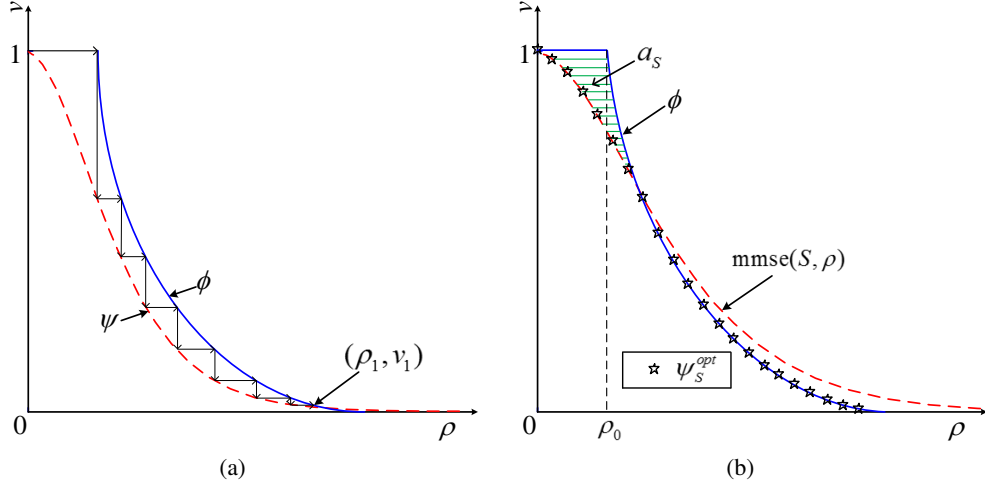 v
1
ϕ
ψ
(ρ₁, v₁)
0
ρ
(a)
v
1
a_S
ϕ
mmse(S, ρ)
ψ_S^{opt}
0
ρ₀
ρ
(b)